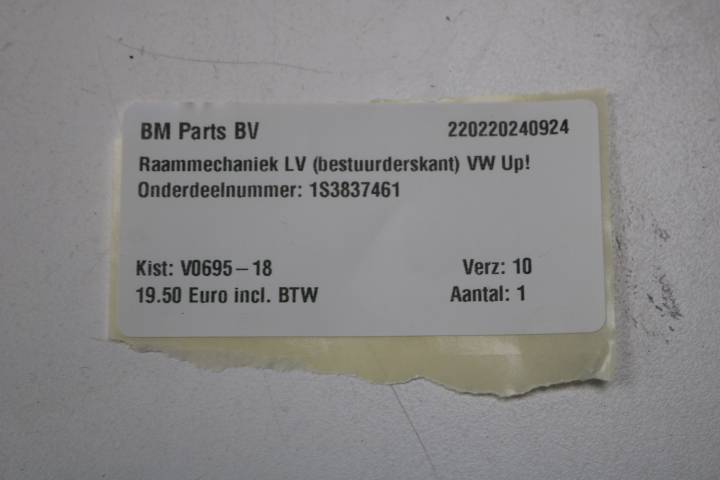 BM Parts BV 220220240924
Raammechaniek LV (bestuurderskant) VW Up!
Onderdeelnummer: 1S3837461
Kist: V0695-18 Verz: 10
19.50 Euro incl. BTW Aantal: 1